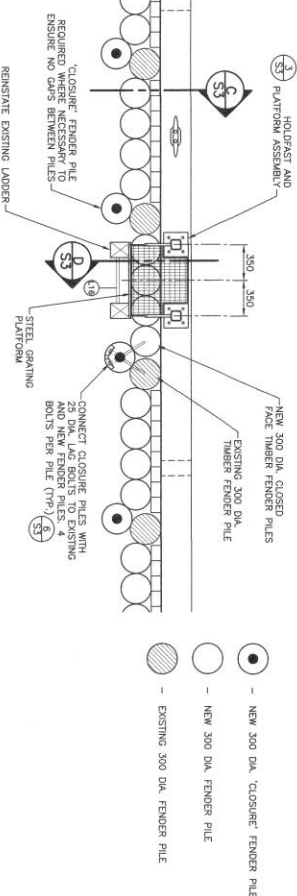 3
S3
HOLDFAST AND
PLATFORM ASSEMBLY
C
S3
'CLOSURE' FENDER PILE
REQUIRED WHERE NECESSARY TO
ENSURE NO GAPS BETWEEN PILES
REINSTATE EXISTING LADDER
350
350
D
S3
L16
STEEL GRATING
PLATFORM
NEW 300 DIA. CLOSED
FACE TIMBER FENDER PILES
EXISTING 300 DIA.
TIMBER FENDER PILE
CONNECT CLOSURE PILES WITH
25 DIA. LAG BOLTS TO EXISTING
AND NEW FENDER PILES. 4
BOLTS PER PILE (TYP.)
6
S3
- NEW 300 DIA. 'CLOSURE' FENDER PILE
- NEW 300 DIA. FENDER PILE
- EXISTING 300 DIA. FENDER PILE